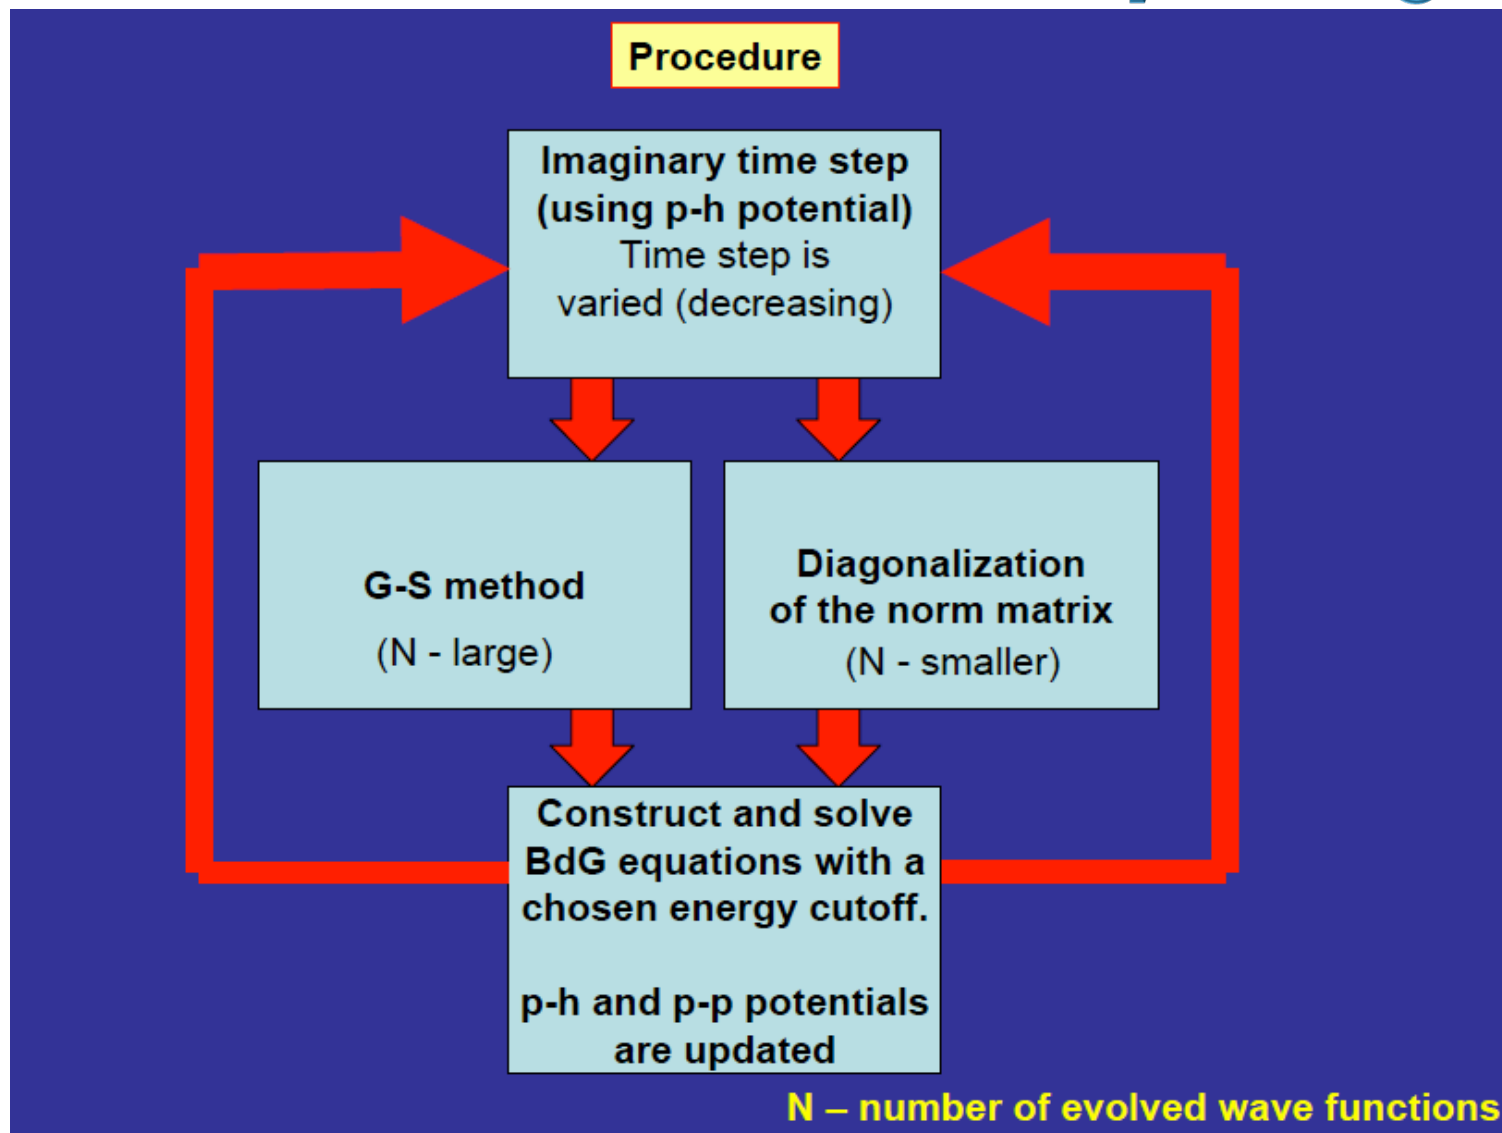 Procedure
Imaginary time step
(using p-h potential)
Time step is
varied (decreasing)
G-S method
(N - large)
Diagonalization
of the norm matrix
(N - smaller)
Construct and solve
BdG equations with a
chosen energy cutoff.
p-h and p-p potentials
are updated
N – number of evolved wave functions